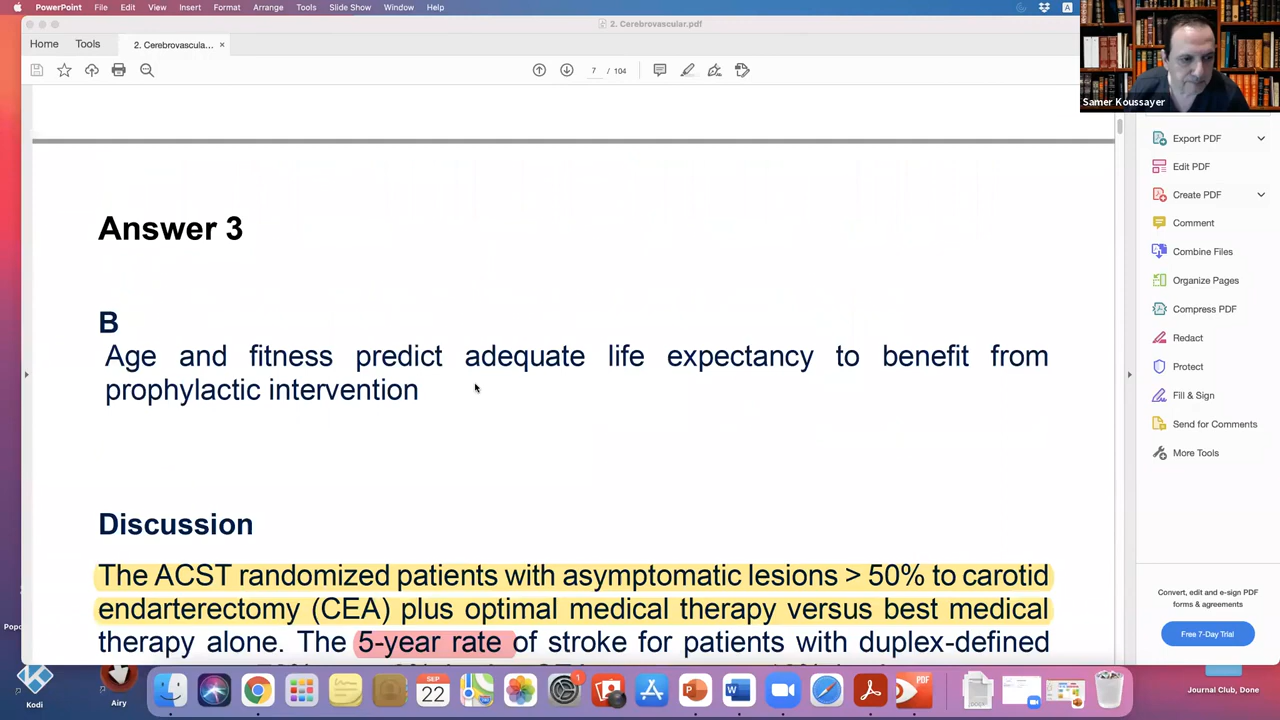 PowerPoint File Edit View Insert Format Arrange Tools Slide Show Window Help A
2. Cerebrovascular.pdf
Home Tools 2. Cerebrovascula... ×
7 / 104
Samer Koussayer
Export PDF
Edit PDF
Create PDF
Comment
Combine Files
Organize Pages
Compress PDF
Redact
Protect
Fill & Sign
Send for Comments
More Tools
Convert, edit and e-sign PDF
forms & agreements
Free 7-Day Trial
Answer 3
B
Age and fitness predict adequate life expectancy to benefit from
prophylactic intervention
Discussion
The ACST randomized patients with asymptomatic lesions > 50% to carotid
endarterectomy (CEA) plus optimal medical therapy versus best medical
therapy alone. The 5-year rate of stroke for patients with duplex-defined
Kodi
Airy
SEP
22
1
PDF
Journal Club, Done